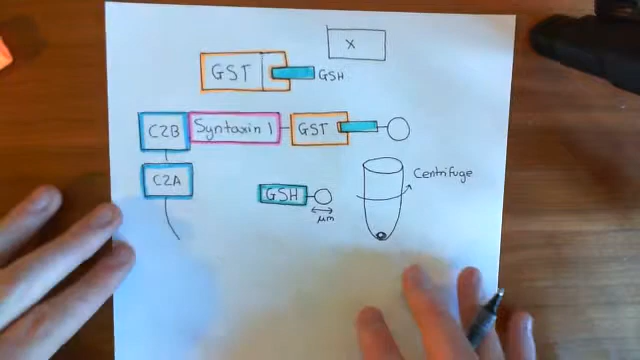 X
GST
GSH
C2B
Syntaxin 1
GST
C2A
Centrifuge
GSH
μm